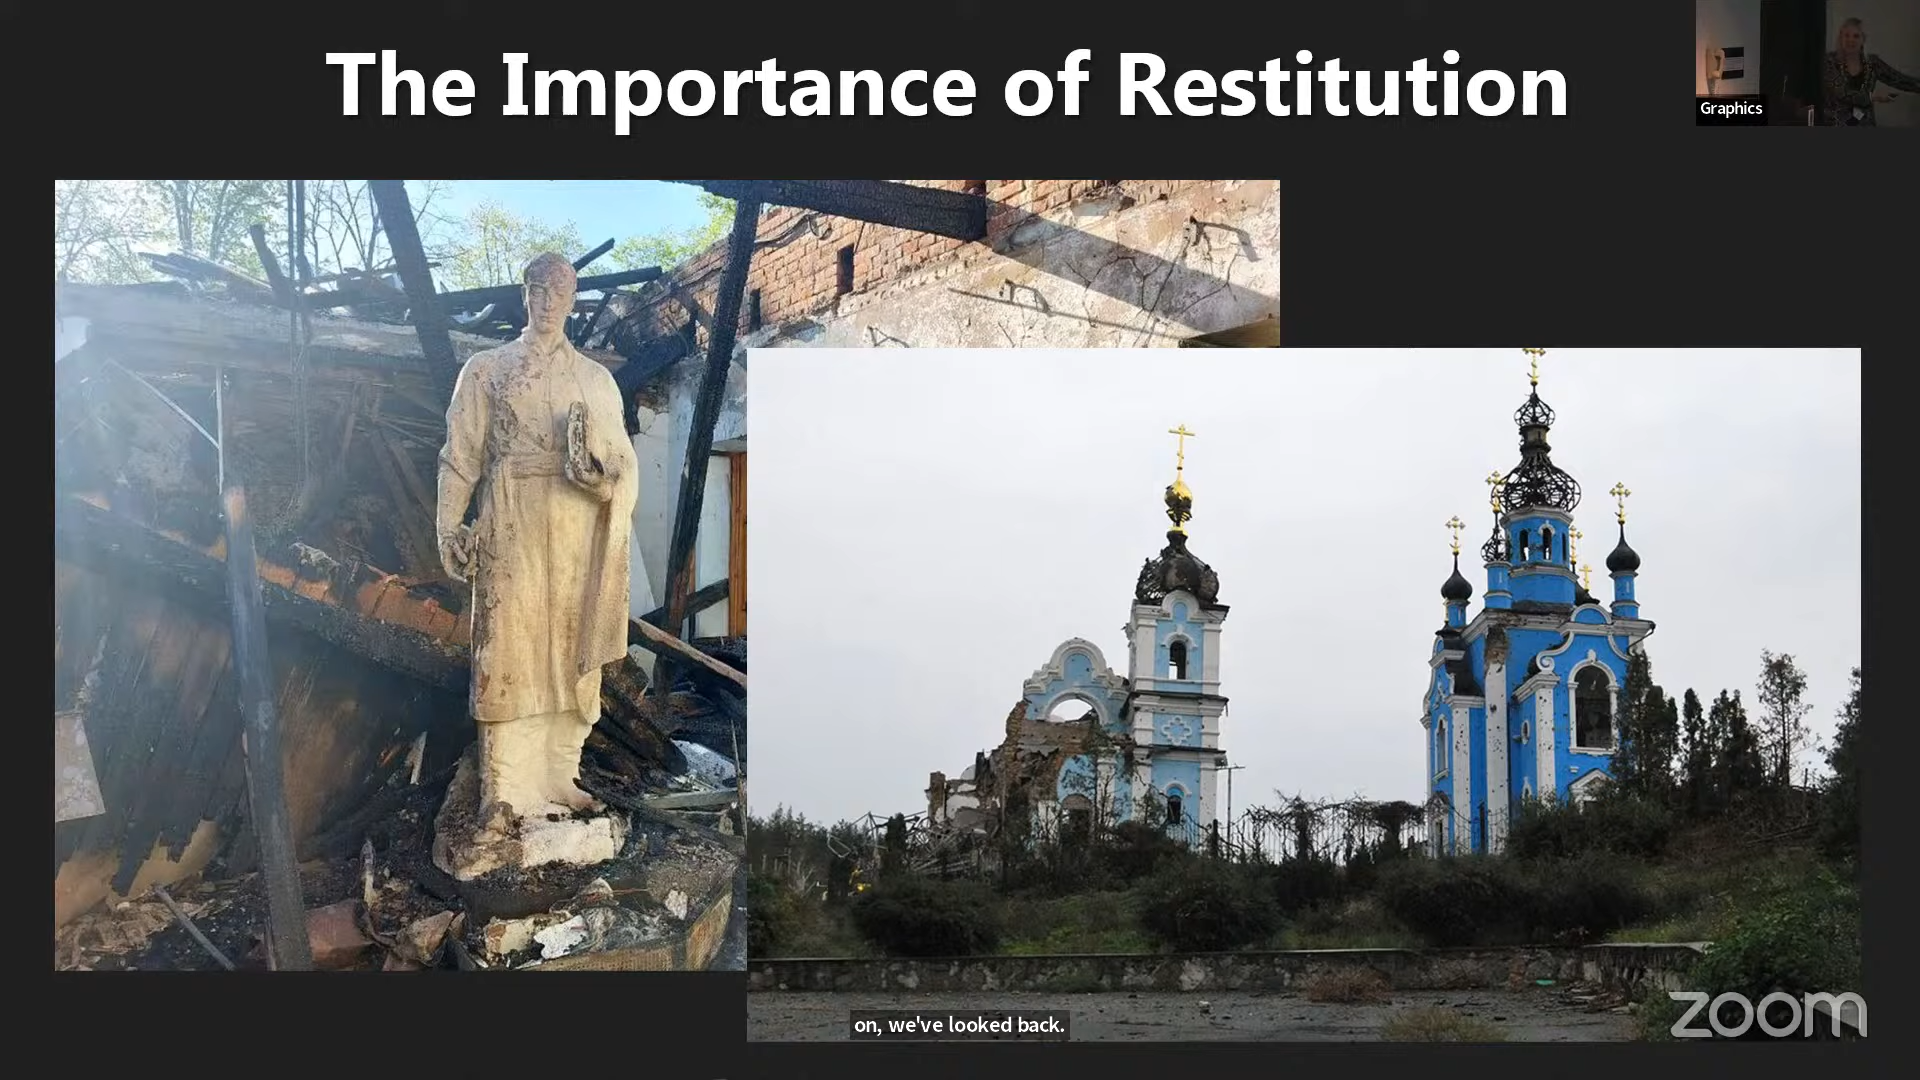 The Importance of Restitution
Graphics
on, we've looked back.
zoom